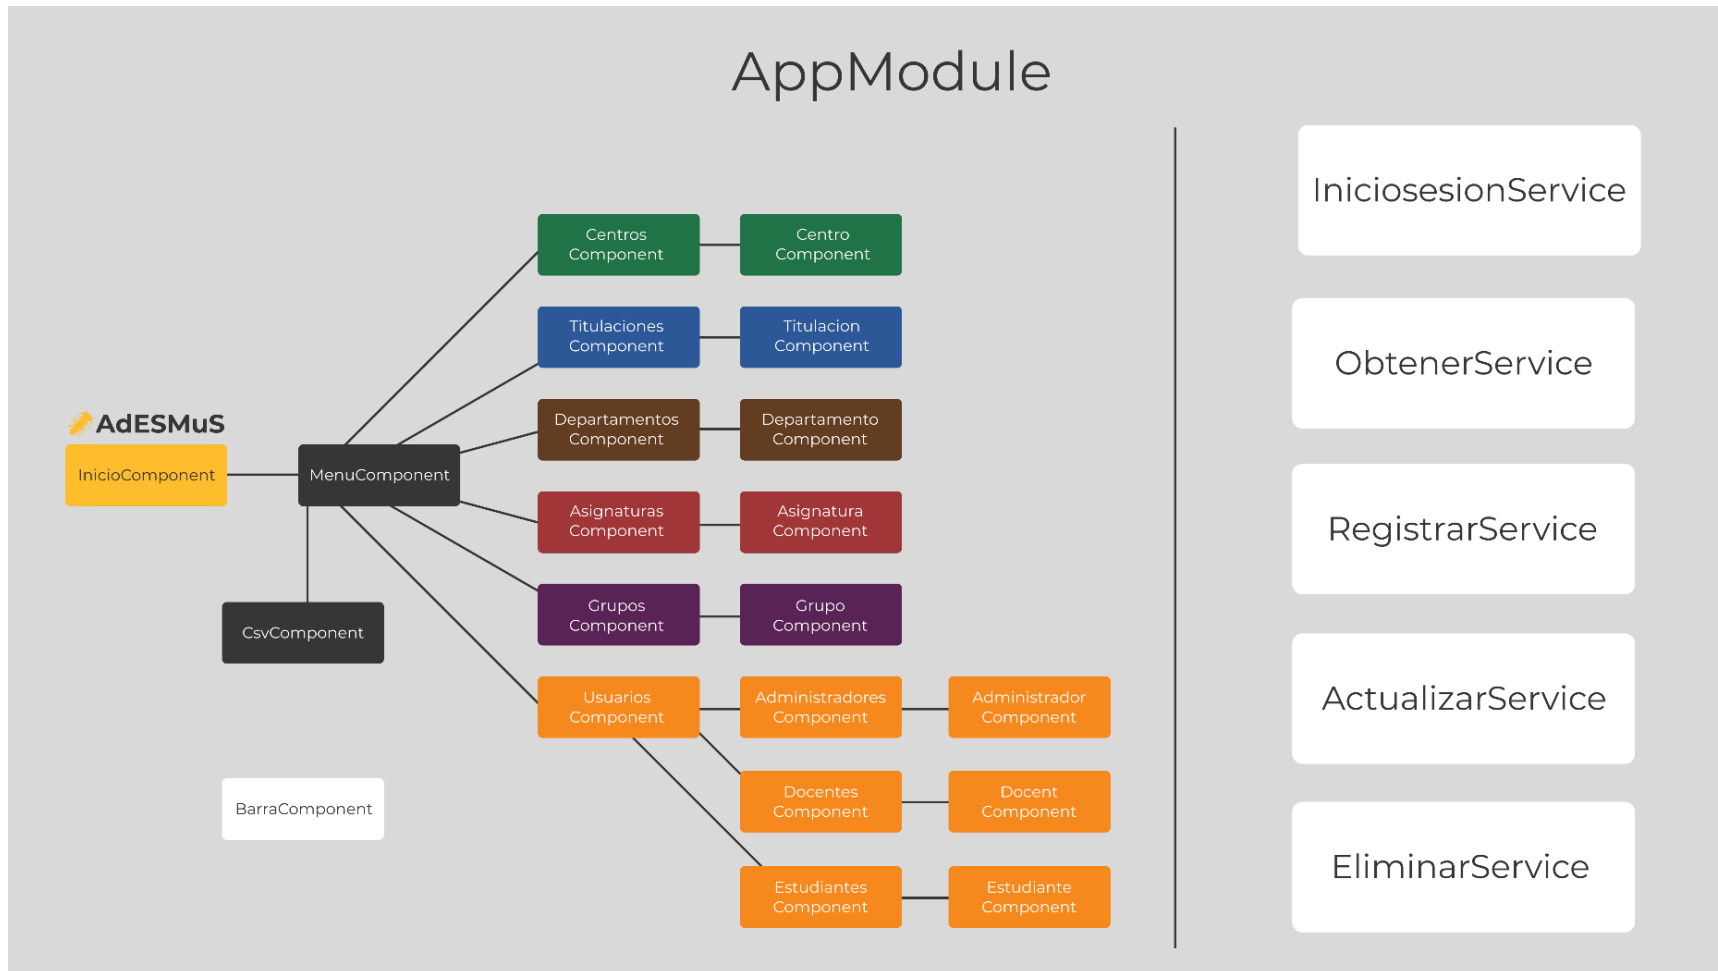 AppModule
Centros
Component
Centro
Component
Titulaciones
Component
Titulacion
Component
Departamentos
Component
Departamento
Component
AdESMuS
InicioComponent
MenuComponent
Asignaturas
Component
Asignatura
Component
Grupos
Component
Grupo
Component
CsvComponent
Usuarios
Component
Administradores
Component
Administrador
Component
BarraComponent
Docentes
Component
Docent
Component
Estudiantes
Component
Estudiante
Component
IniciosesionService
ObtenerService
RegistrarService
ActualizarService
EliminarService